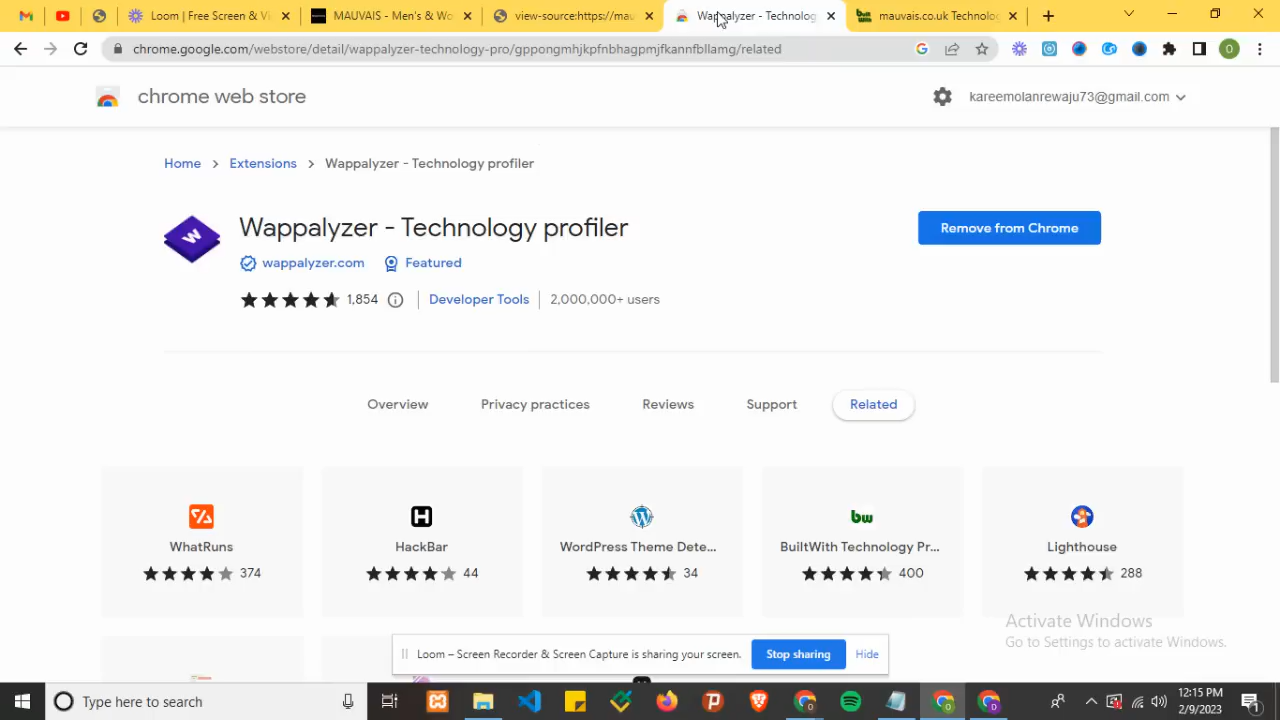 Loom | Free Screen & Vi
MAUVAIS - Men's & Wo
view-source:https://mau
Wappalyzer - Technolog
mauvais.co.uk Technolo
chrome.google.com/webstore/detail/wappalyzer-technology-pro/gppongmhjkpfnbhagpmjfkannfbllamg/related
chrome web store
kareemolanrewaju73@gmail.com
Home > Extensions > Wappalyzer - Technology profiler
Wappalyzer - Technology profiler
Remove from Chrome
wappalyzer.com Featured
1,854 Developer Tools 2,000,000+ users
Overview Privacy practices Reviews Support Related
WhatRuns HackBar WordPress Theme Dete... BuiltWith Technology Pr... Lighthouse
374 44 34 400 288
Activate Windows
Go to Settings to activate Windows.
Loom – Screen Recorder & Screen Capture is sharing your screen. Stop sharing Hide
Type here to search
12:15 PM
2/9/2023